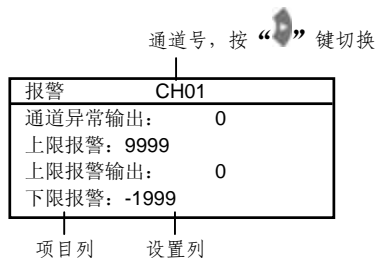 通道号，按“ ”键切换
报警 CH01
通道异常输出： 0
上限报警：9999
上限报警输出： 0
下限报警：-1999
项目列 设置列